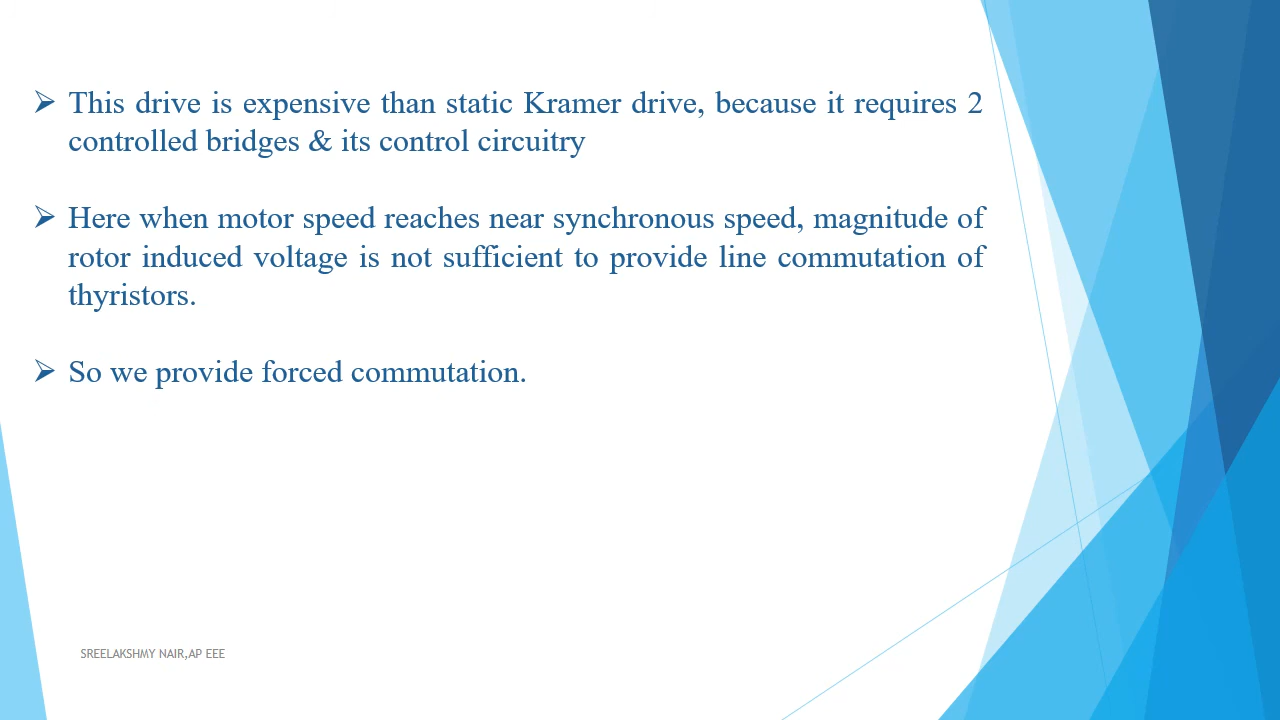 ➢ This drive is expensive than static Kramer drive, because it requires 2
controlled bridges & its control circuitry
➢ Here when motor speed reaches near synchronous speed, magnitude of
rotor induced voltage is not sufficient to provide line commutation of
thyristors.
➢ So we provide forced commutation.
SREELAKSHMY NAIR,AP EEE